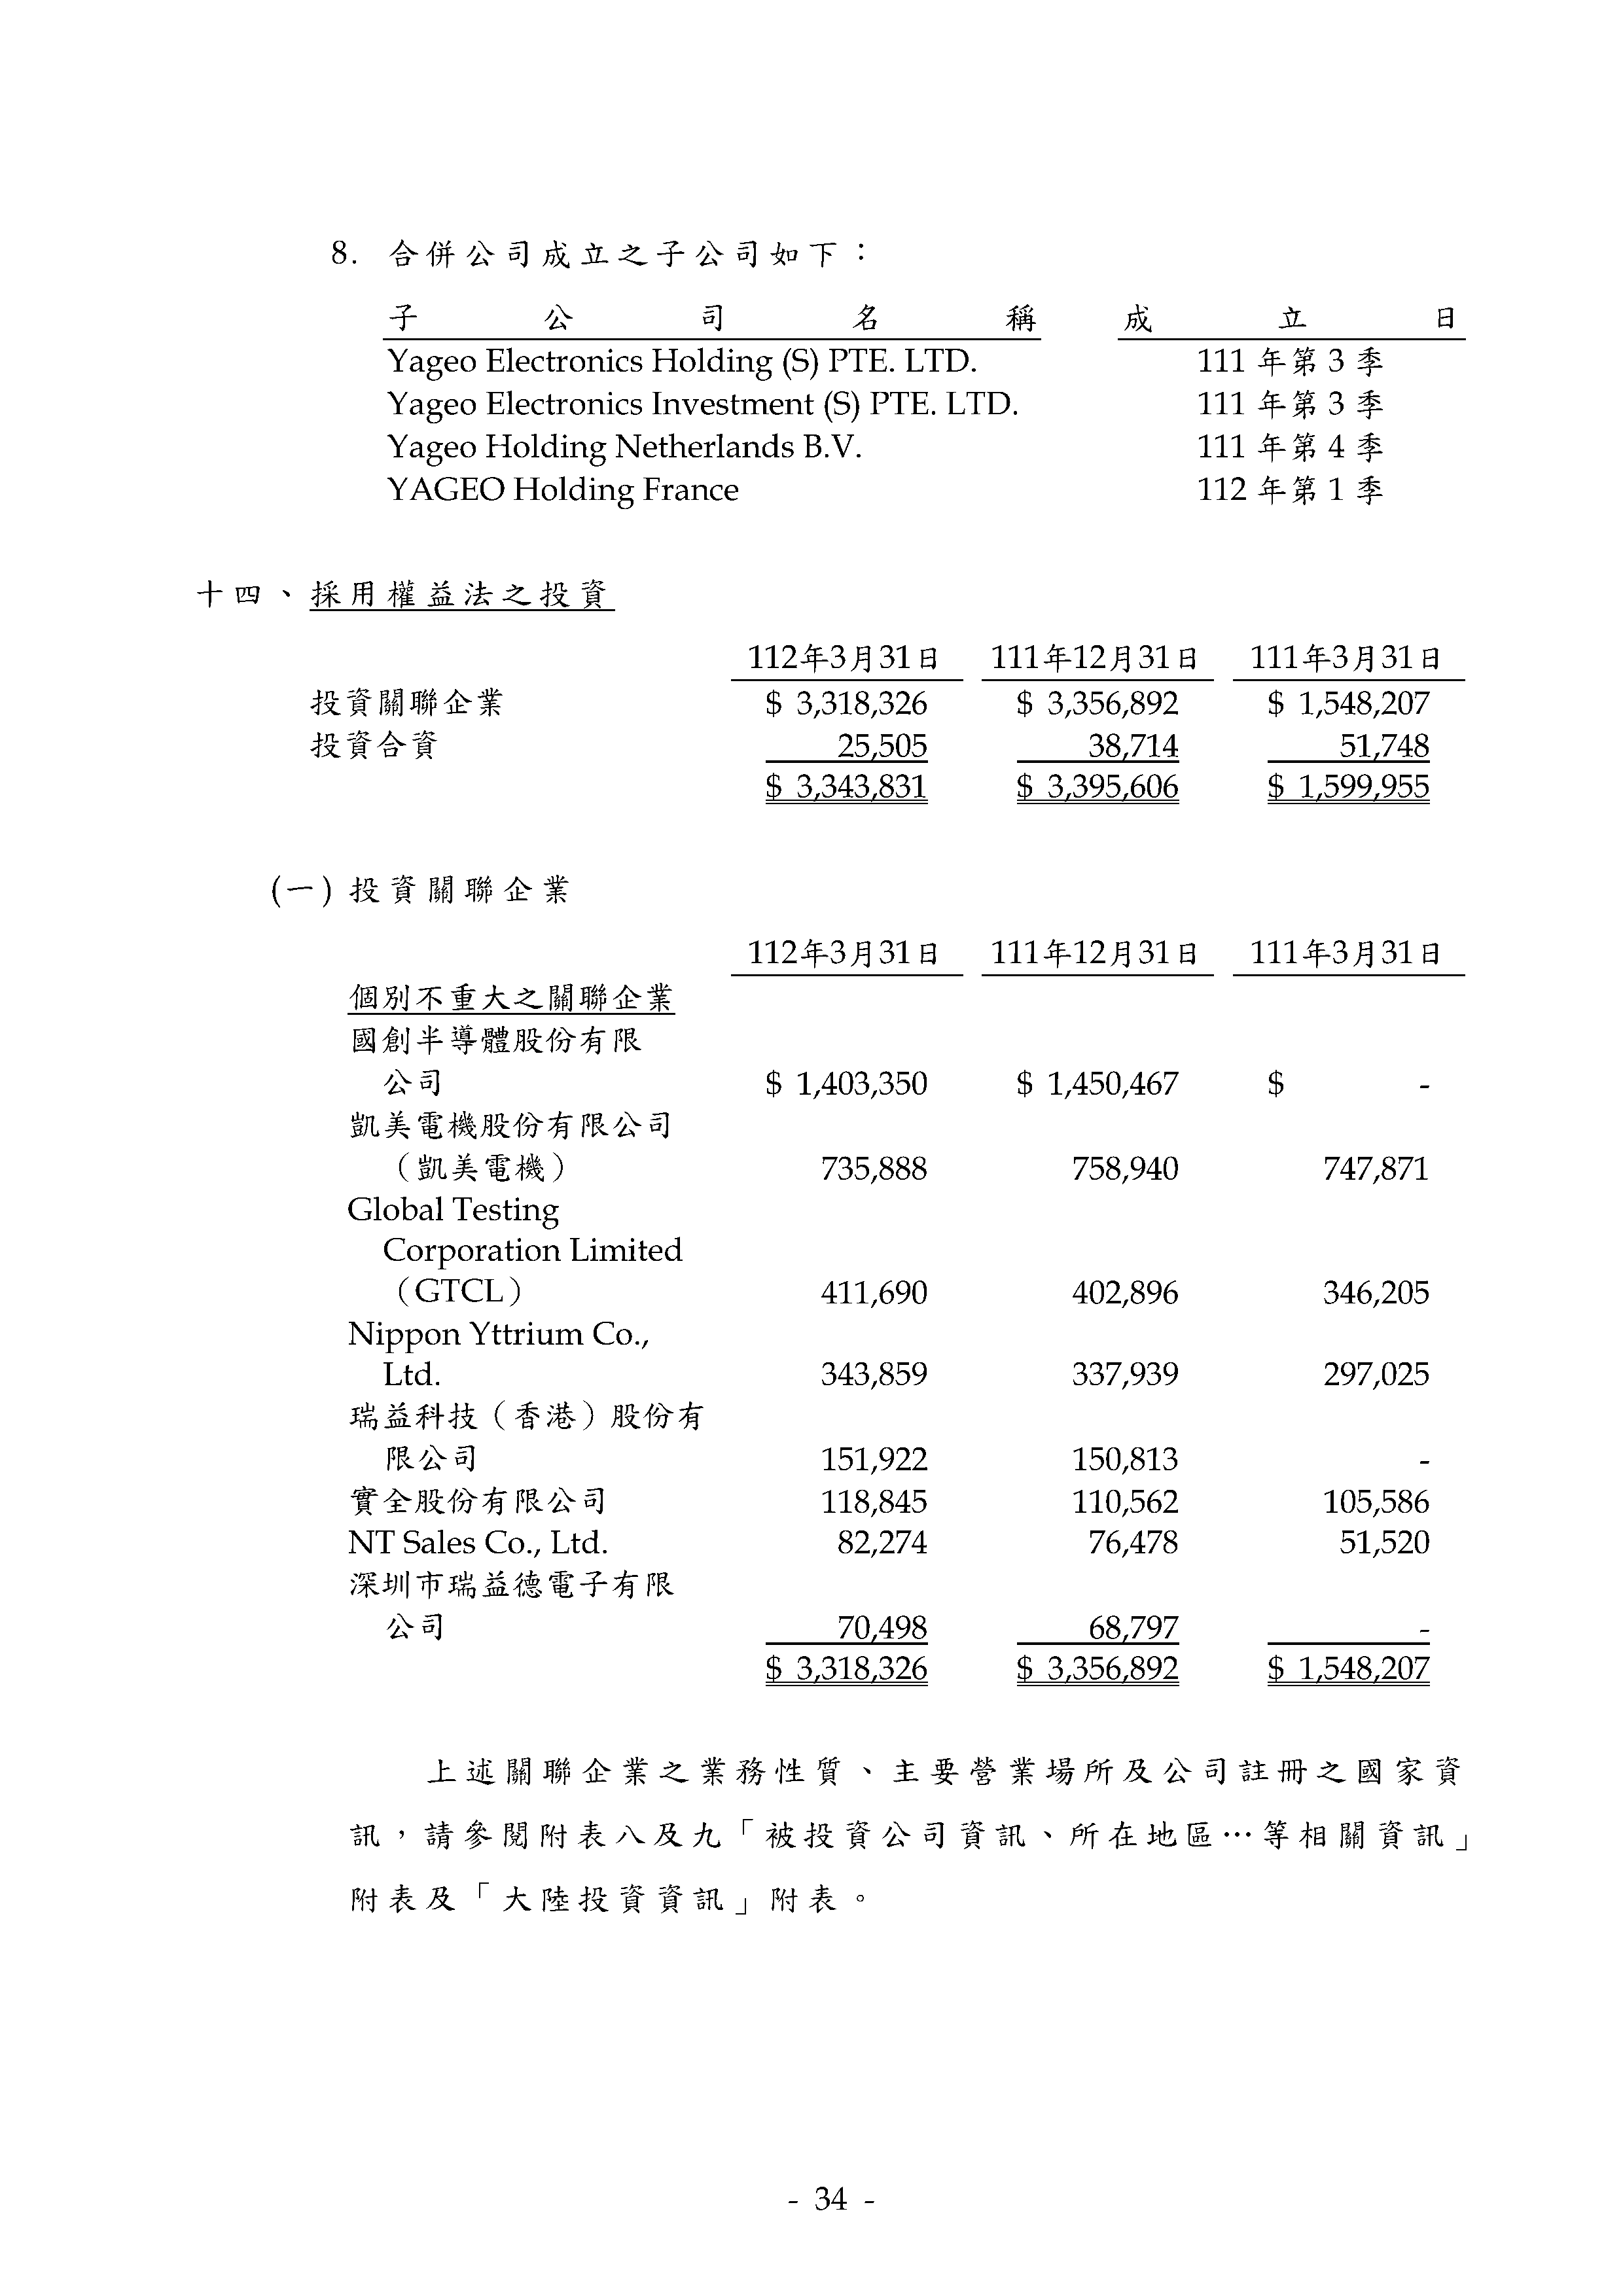 8. 合併公司成立之子公司如下：
子公司名稱 成立日
Yageo Electronics Holding (S) PTE. LTD. 111 年第 3 季
Yageo Electronics Investment (S) PTE. LTD. 111 年第 3 季
Yageo Holding Netherlands B.V. 111 年第 4 季
YAGEO Holding France 112 年第 1 季
十四、採用權益法之投資
112年3月31日 111年12月31日 111年3月31日
投資關聯企業 $ 3,318,326 $ 3,356,892 $ 1,548,207
投資合資 25,505 38,714 51,748
$ 3,343,831 $ 3,395,606 $ 1,599,955
(一) 投資關聯企業
112年3月31日 111年12月31日 111年3月31日
個別不重大之關聯企業
國創半導體股份有限
公司 $ 1,403,350 $ 1,450,467 $ -
凱美電機股份有限公司
（凱美電機） 735,888 758,940 747,871
Global Testing
Corporation Limited
（GTCL） 411,690 402,896 346,205
Nippon Yttrium Co.,
Ltd. 343,859 337,939 297,025
瑞益科技（香港）股份有
限公司 151,922 150,813 -
實全股份有限公司 118,845 110,562 105,586
NT Sales Co., Ltd. 82,274 76,478 51,520
深圳市瑞益德電子有限
公司 70,498 68,797 -
$ 3,318,326 $ 3,356,892 $ 1,548,207
上述關聯企業之業務性質、主要營業場所及公司註冊之國家資
訊，請參閱附表八及九「被投資公司資訊、所在地區…等相關資訊」
附表及「大陸投資資訊」附表。
- 34 -